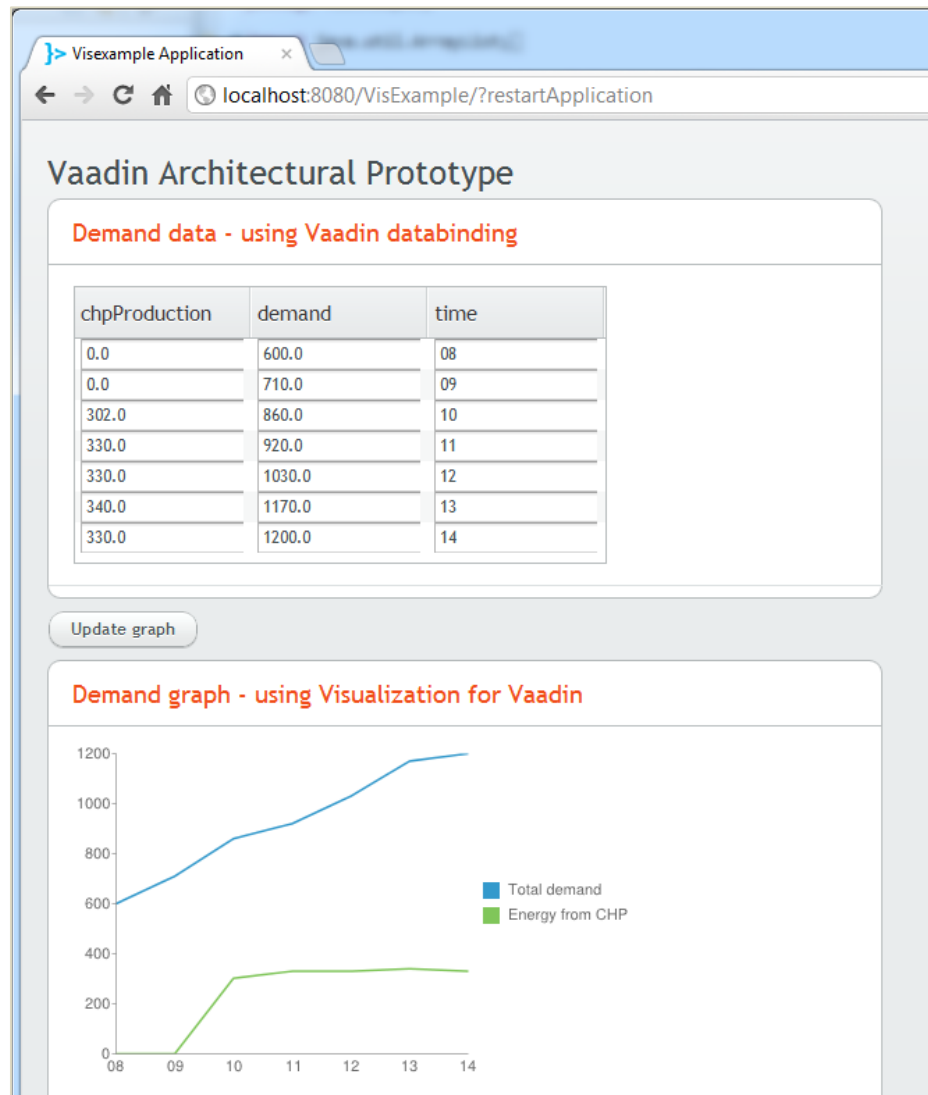 Visexample Application
localhost:8080/VisExample/?restartApplication
Vaadin Architectural Prototype
Demand data - using Vaadin databinding
chpProduction demand time
0.0 600.0 08
0.0 710.0 09
302.0 860.0 10
330.0 920.0 11
330.0 1030.0 12
340.0 1170.0 13
330.0 1200.0 14
Update graph
Demand graph - using Visualization for Vaadin
1200
1000
800
600
400
200
0
Total demand
Energy from CHP
08 09 10 11 12 13 14